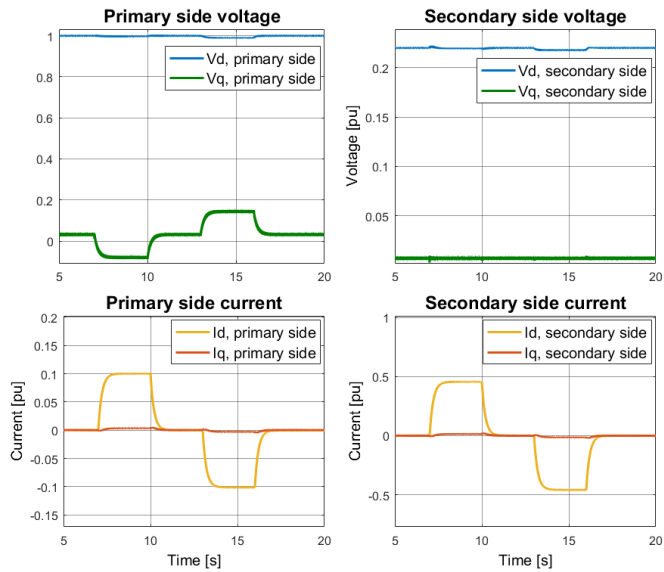 Primary side voltage
1
0.8
0.6
0.4
0.2
0
5
10
15
20
Vd, primary side
Vq, primary side
Secondary side voltage
Voltage [pu]
0.2
0.15
0.1
0.05
5
10
15
20
Vd, secondary side
Vq, secondary side
Primary side current
Current [pu]
0.2
0.15
0.1
0.05
0
-0.05
-0.1
-0.15
5
10
15
20
Time [s]
Id, primary side
Iq, primary side
Secondary side current
Current [pu]
1
0.5
0
-0.5
5
10
15
20
Time [s]
Id, secondary side
Iq, secondary side